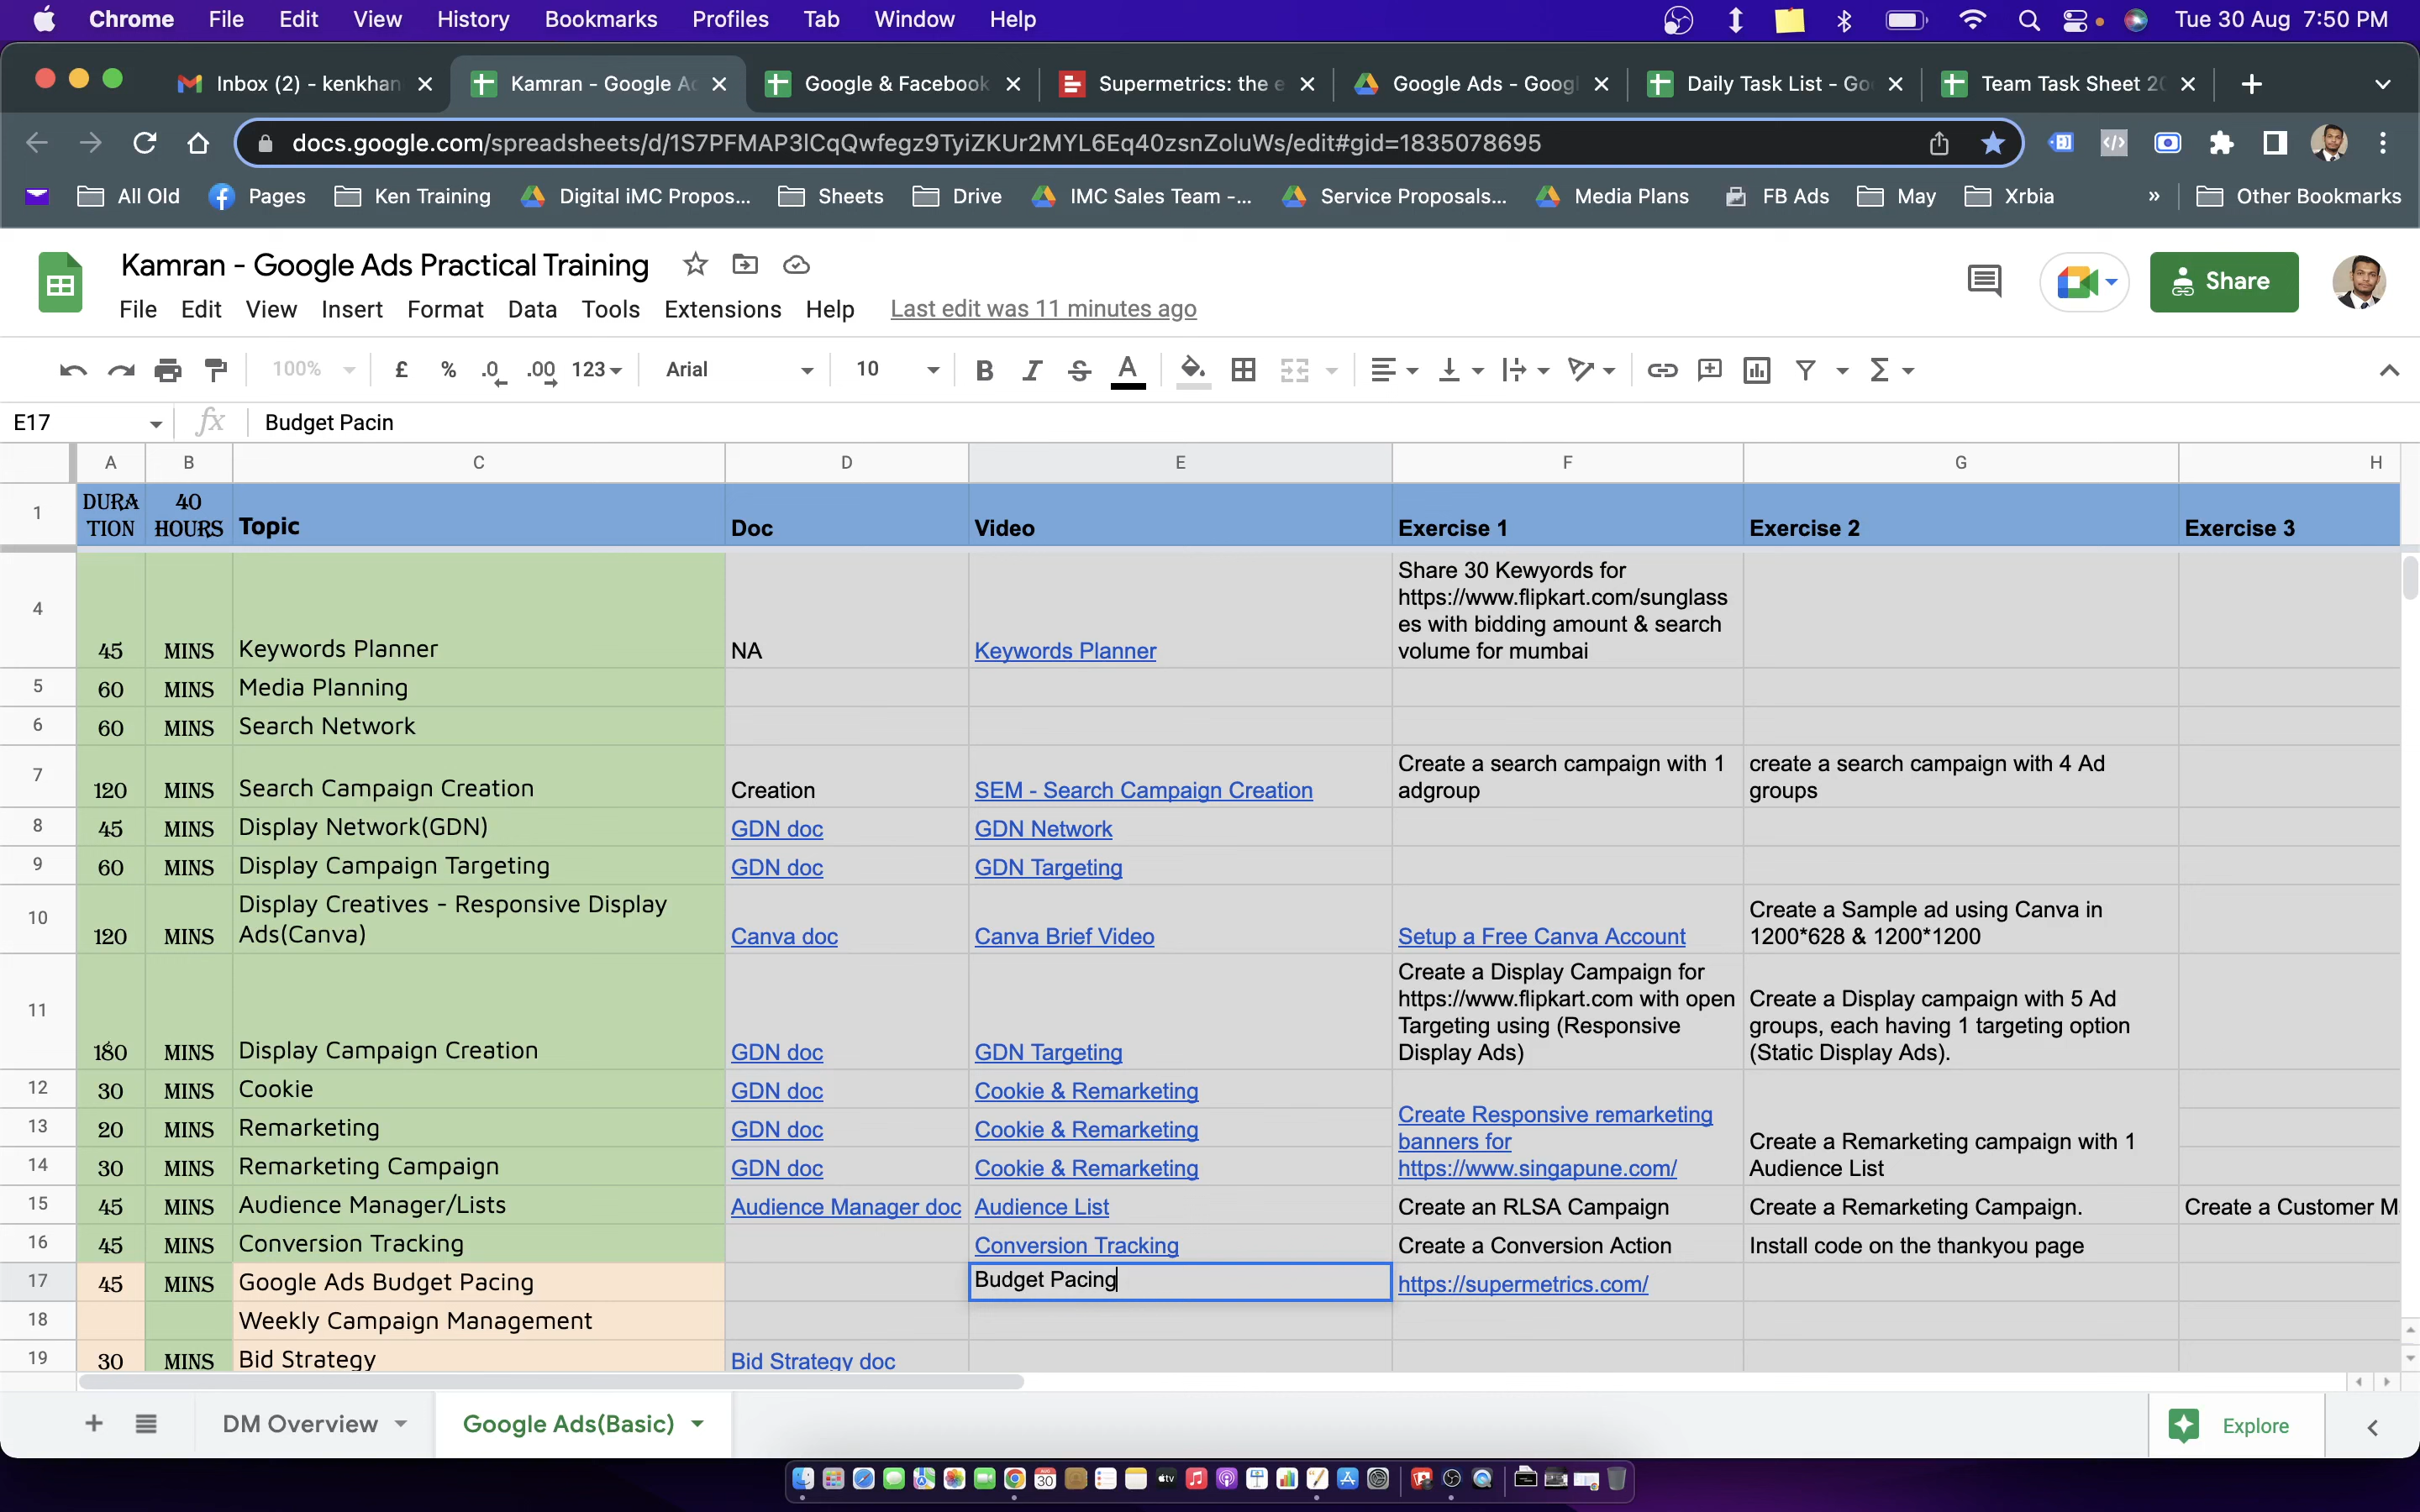 Chrome File Edit View History Bookmarks Profiles Tab Window Help Tue 30 Aug 7:50 PM
Inbox (2) - kenkhan Kamran - Google Ad Google & Facebook Supermetrics: the e Google Ads - Googl Daily Task List - Go Team Task Sheet 20
docs.google.com/spreadsheets/d/1S7PFMAP3lCqQwfegz9TyiZKUr2MYL6Eq40zsnZoluWs/edit#gid=1835078695
All Old Pages Ken Training Digital iMC Propos... Sheets Drive IMC Sales Team -... Service Proposals... Media Plans FB Ads May Xrbia » Other Bookmarks
Kamran - Google Ads Practical Training
Share
File Edit View Insert Format Data Tools Extensions Help Last edit was 11 minutes ago
100% £ % .0 .00 123 Arial 10 B I S A
E17 fx Budget Pacin
A B C D E F G H
1 DURA TION 40 HOURS Topic Doc Video Exercise 1 Exercise 2 Exercise 3
4 45 MINS Keywords Planner NA Keywords Planner Share 30 Kewyords for
https://www.flipkart.com/sunglass
es with bidding amount & search
volume for mumbai
5 60 MINS Media Planning
6 60 MINS Search Network
7 120 MINS Search Campaign Creation Creation SEM - Search Campaign Creation Create a search campaign with 1
adgroup
create a search campaign with 4 Ad
groups
8 45 MINS Display Network(GDN) GDN doc GDN Network
9 60 MINS Display Campaign Targeting GDN doc GDN Targeting
10 120 MINS Display Creatives - Responsive Display
Ads(Canva) Canva doc Canva Brief Video Setup a Free Canva Account Create a Sample ad using Canva in
1200*628 & 1200*1200
11 180 MINS Display Campaign Creation GDN doc GDN Targeting Create a Display Campaign for
https://www.flipkart.com with open
Targeting using (Responsive
Display Ads)
Create a Display campaign with 5 Ad
groups, each having 1 targeting option
(Static Display Ads).
12 30 MINS Cookie GDN doc Cookie & Remarketing
13 20 MINS Remarketing GDN doc Cookie & Remarketing
14 30 MINS Remarketing Campaign GDN doc Cookie & Remarketing
Create Responsive remarketing
banners for
https://www.singapune.com/
Create a Remarketing campaign with 1
Audience List
15 45 MINS Audience Manager/Lists Audience Manager doc Audience List Create an RLSA Campaign Create a Remarketing Campaign. Create a Customer M
16 45 MINS Conversion Tracking Conversion Tracking Create a Conversion Action Install code on the thankyou page
17 45 MINS Google Ads Budget Pacing Budget Pacing https://supermetrics.com/
18 Weekly Campaign Management
19 30 MINS Bid Strategy Bid Strategy doc
DM Overview Google Ads(Basic) Explore